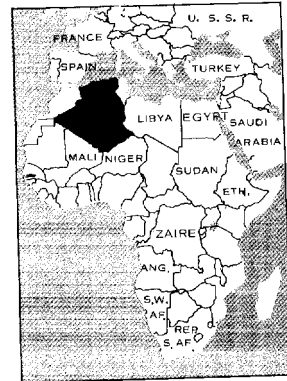 U. S. S. R.
FRANCE
SPAIN
TURKEY
LIBYA
EGYPT
SAUDI
ARABIA
MALI
NIGER
SUDAN
ETH.
ZAIRE
ANG.
S.W.
AF.
REP.
S. AF.